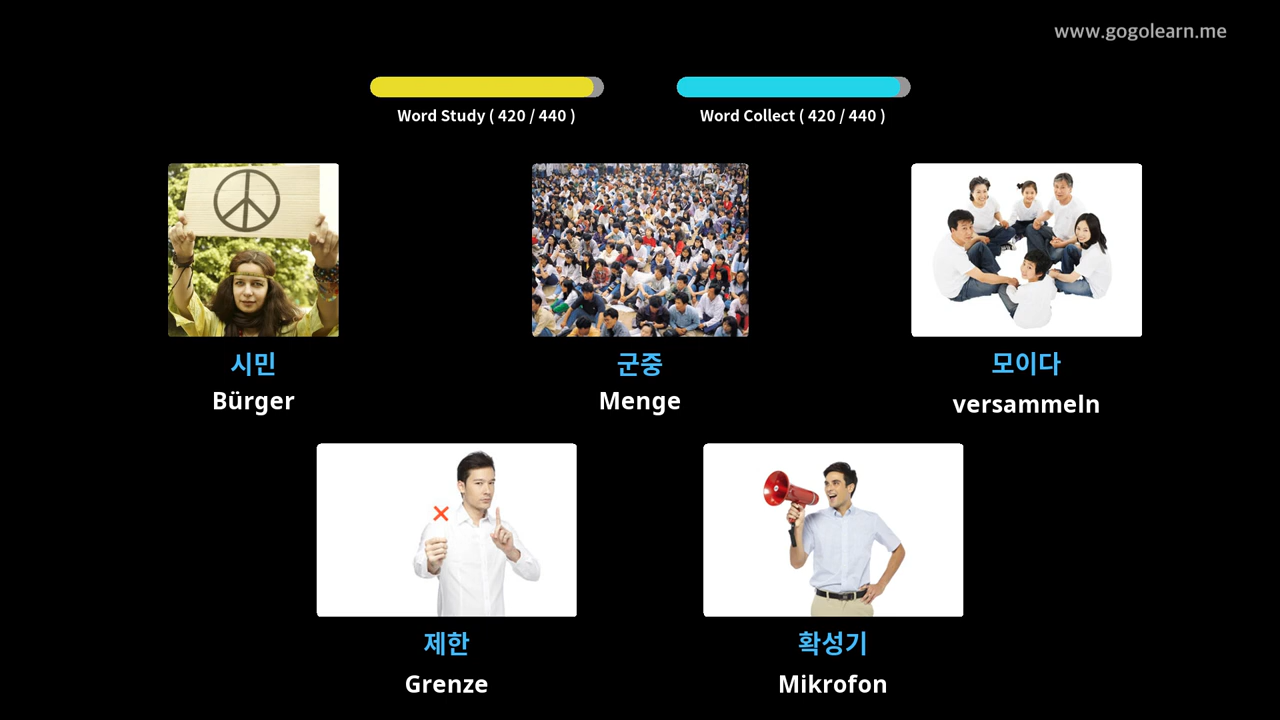 www.gogolearn.me
Word Study ( 420 / 440 )
Word Collect ( 420 / 440 )
시민
Bürger
군중
Menge
모이다
versammeln
제한
Grenze
확성기
Mikrofon